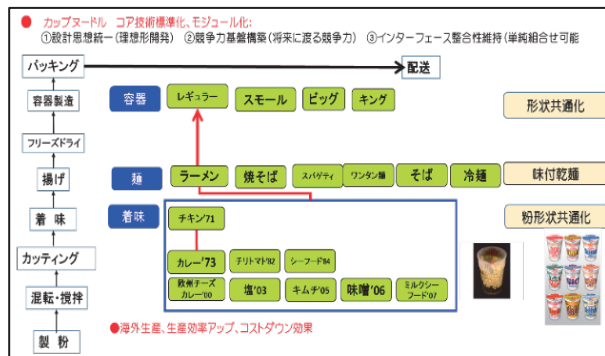 ● カップヌードル コア技術標準化、モジュール化:
①設計思想統一(理想形開発) ②競争力基盤構築(将来に渡る競争力) ③インターフェース整合性維持(単純組合せ可能
パッキング
配送
容器製造
容器
レギュラー
スモール
ビッグ
キング
形状共通化
フリーズドライ
揚げ
麺
ラーメン
焼そば
スパゲティ
ワンタン麺
そば
冷麺
味付乾麺
着味
着味
チキン'71
粉形状共通化
カッティング
カレー'73
チリトマト'82
シーフード'84
混転・撹拌
欧州チーズ
カレー'00
塩'03
キムチ'05
味噌'06
ミルクシー
フード'07
製粉
●海外生産、生産効率アップ、コストダウン効果